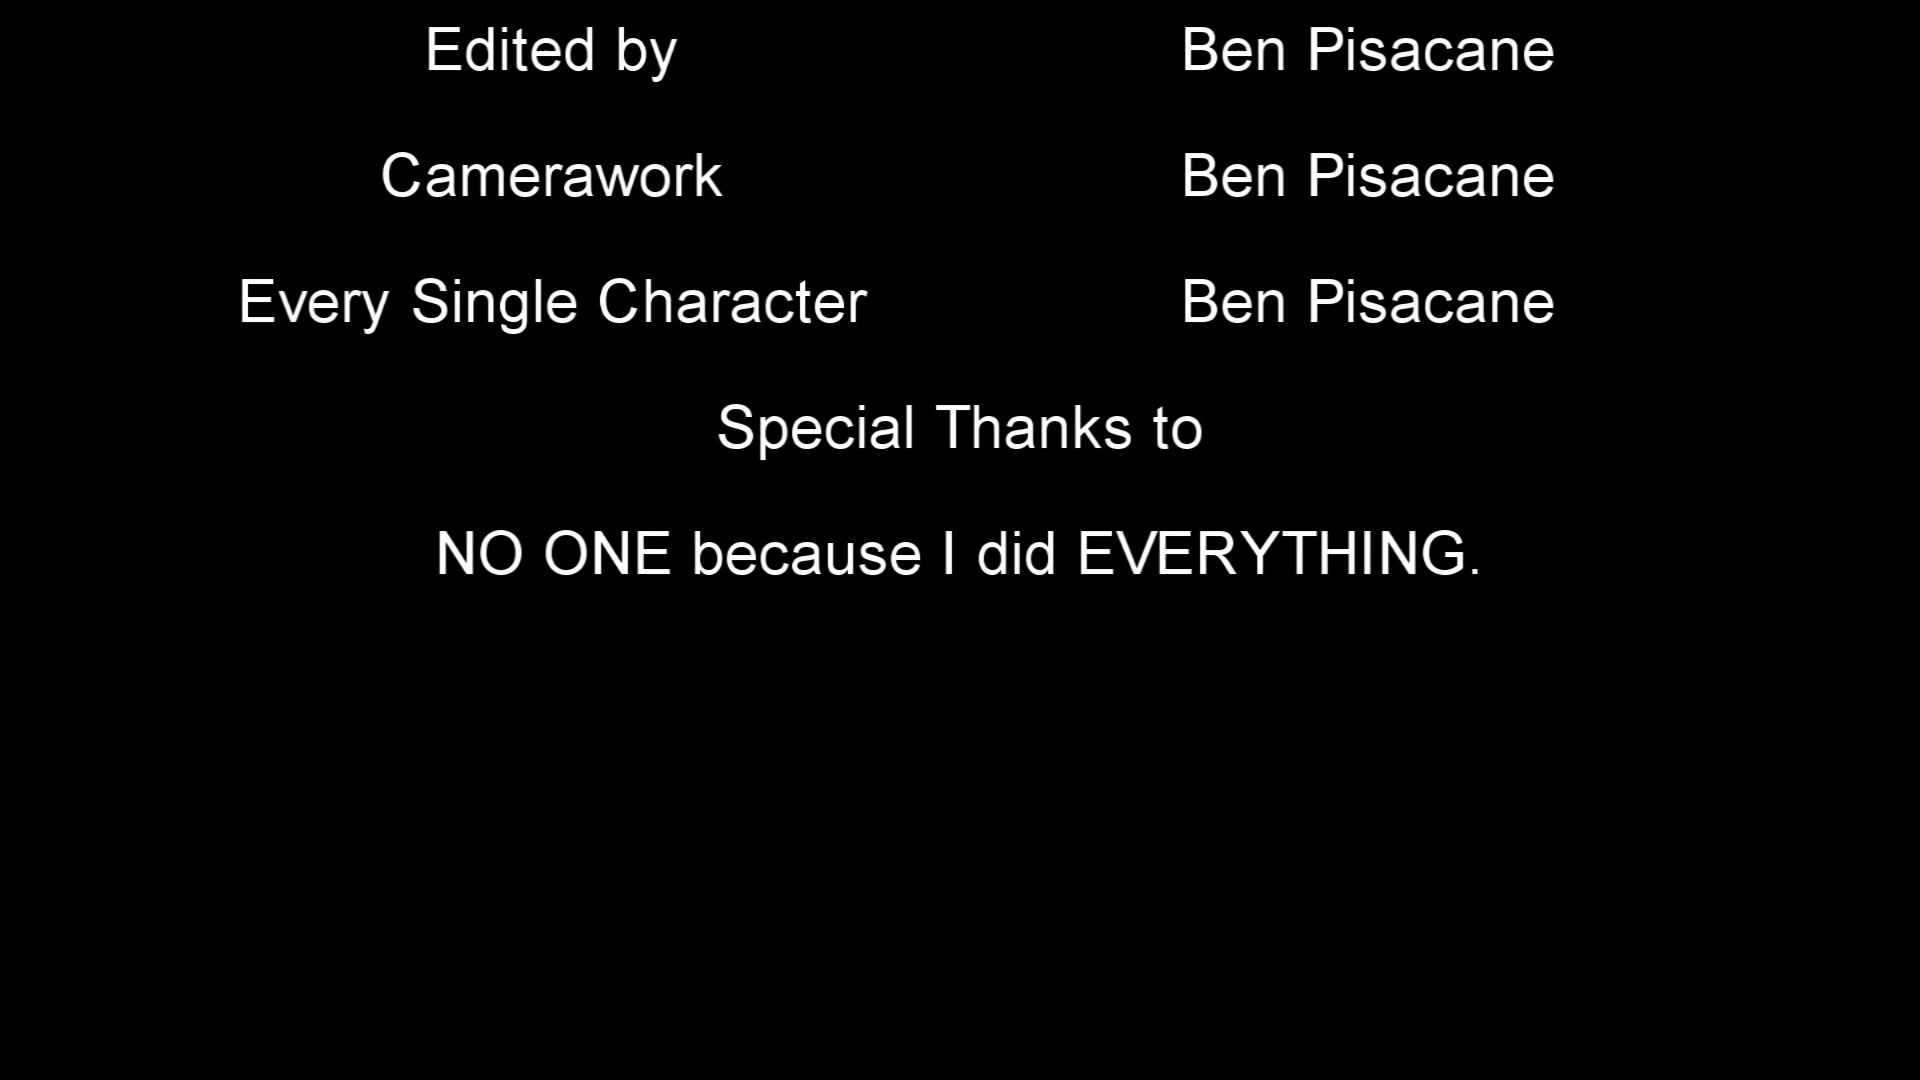 Edited by Ben Pisacane
Camerawork Ben Pisacane
Every Single Character Ben Pisacane
Special Thanks to
NO ONE because I did EVERYTHING.